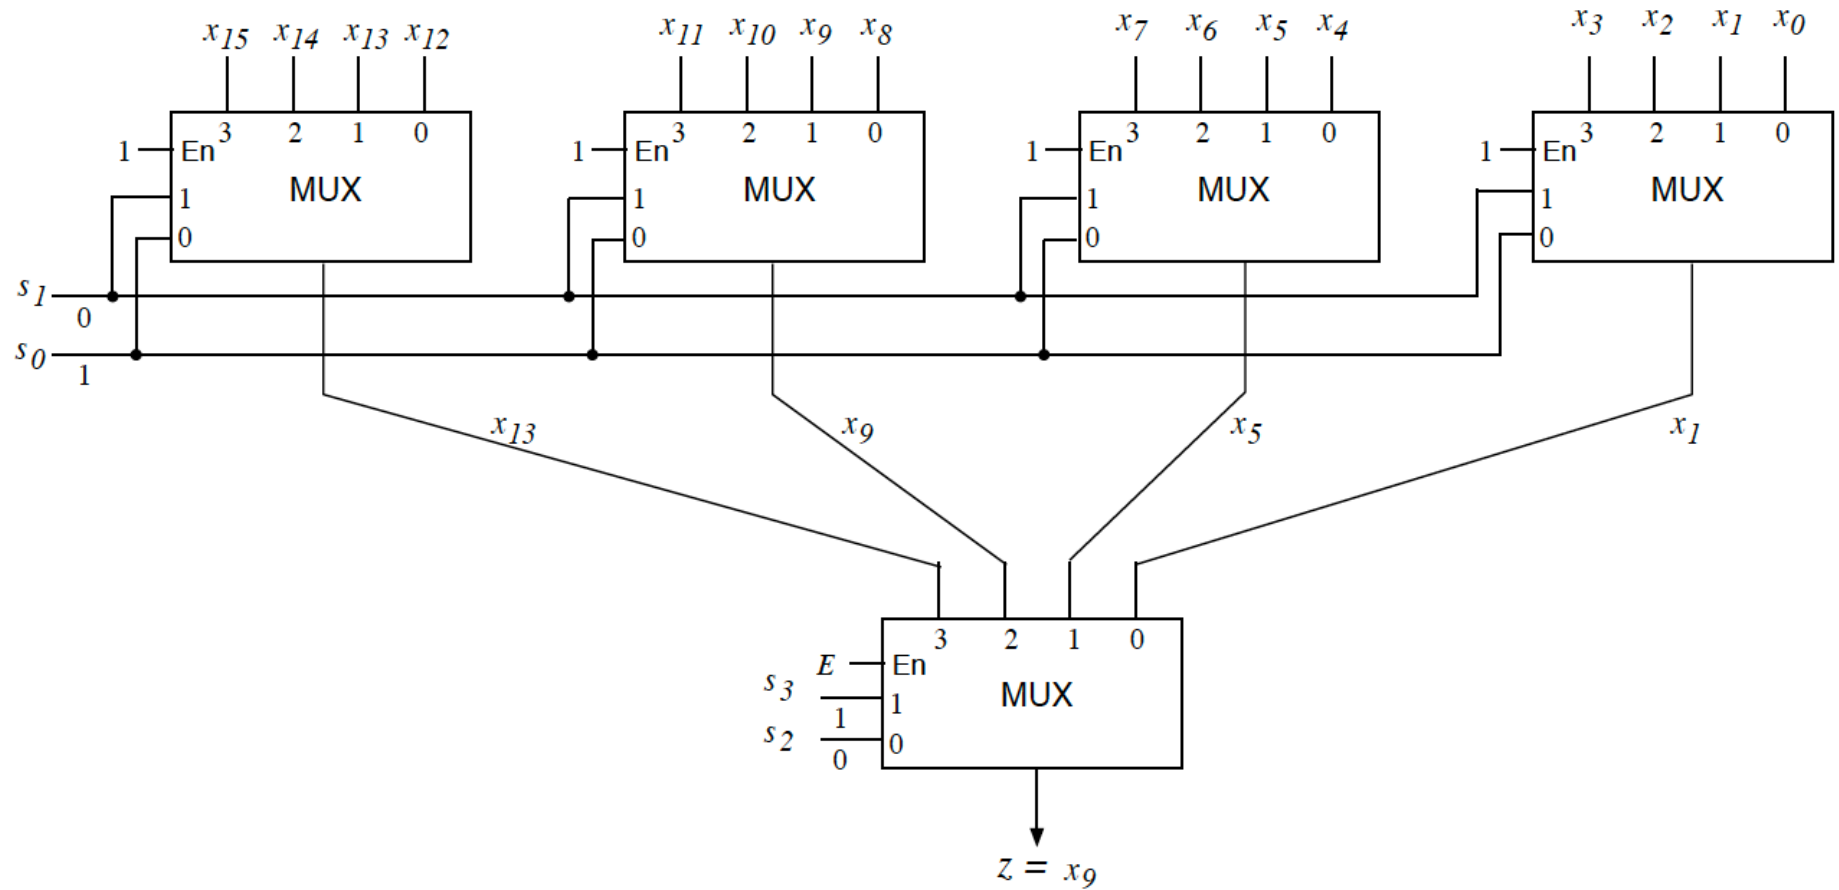 x15 x14 x13 x12 x11 x10 x9 x8 x7 x6 x5 x4 x3 x2 x1 x0
3 2 1 0 3 2 1 0 3 2 1 0 3 2 1 0
1 En 1 En 1 En 1 En
MUX MUX MUX MUX
1 1 1 1
0 0 0 0
s1
0
s0
1
x13 x9 x5 x1
3 2 1 0
E En
s3 1 MUX
1
s2 0
0
z = x9